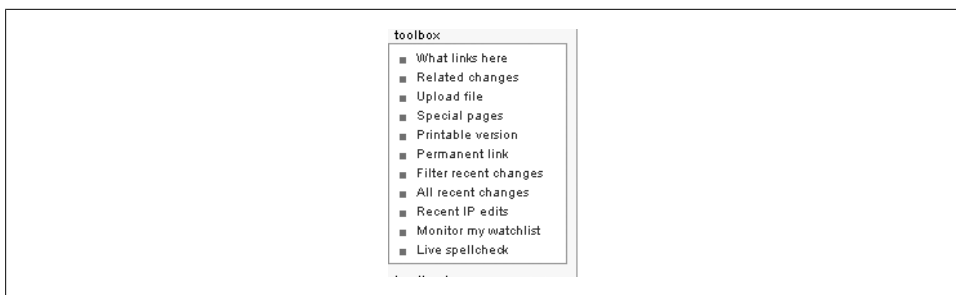 toolbox
What links here
Related changes
Upload file
Special pages
Printable version
Permanent link
Filter recent changes
All recent changes
Recent IP edits
Monitor my watchlist
Live spellcheck